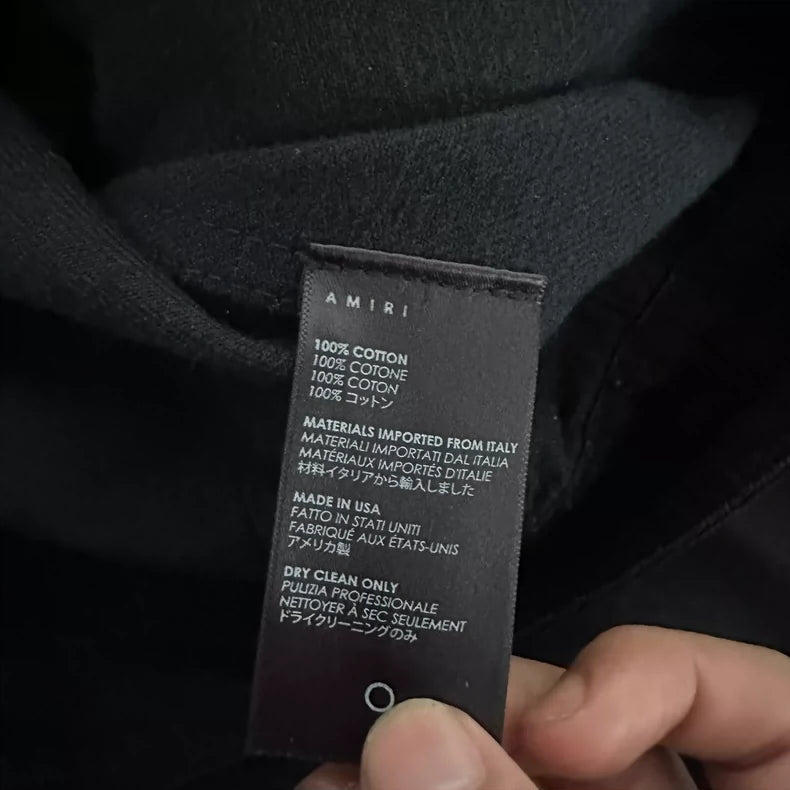 AMIRI
100% COTTON
100% COTONE
100% COTON
100% コットン
MATERIALS IMPORTED FROM ITALY
MATERIALI IMPORTATI DAL ITALIA
MATÉRIAUX IMPORTÉS D'ITALIE
材料イタリアから輸入しました
MADE IN USA
FATTO IN STATI UNITI
FABRIQUÉ AUX ÉTATS-UNIS
アメリカ製
DRY CLEAN ONLY
PULIZIA PROFESSIONALE
NETTOYER À SEC SEULEMENT
ドライクリーニングのみ